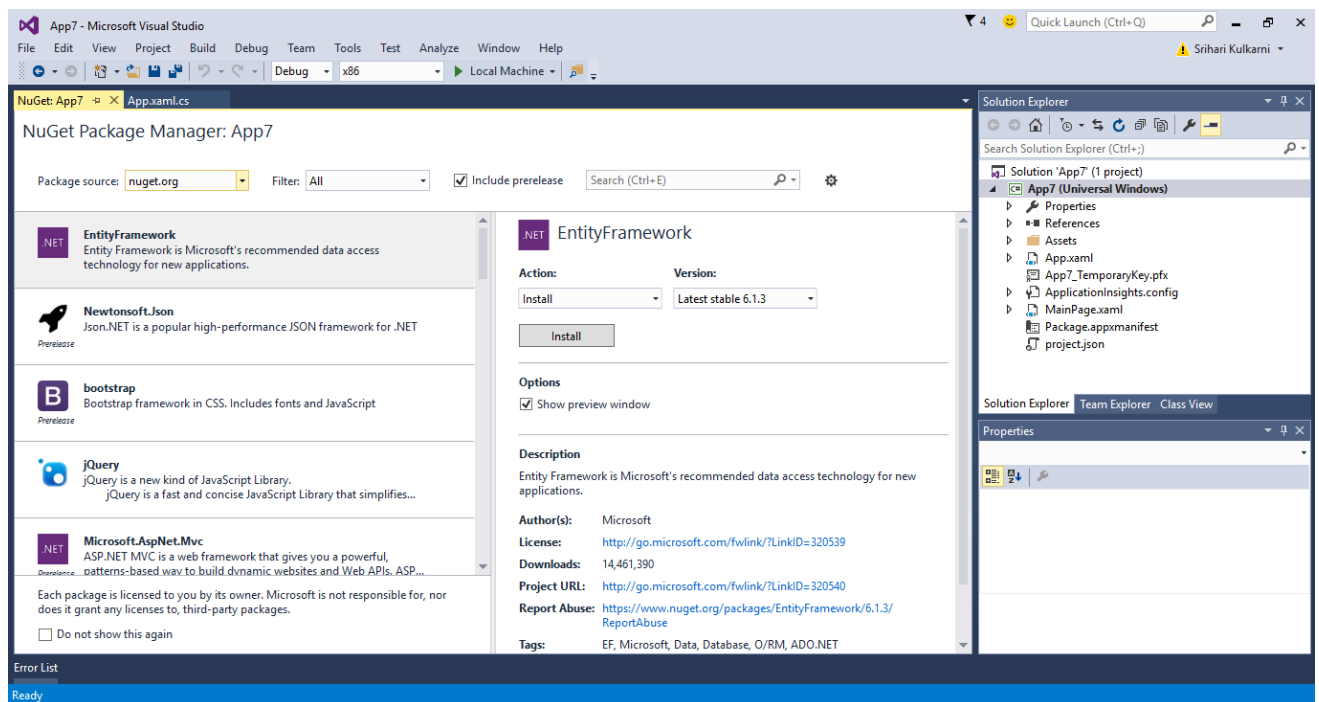 App7 - Microsoft Visual Studio
4
Quick Launch (Ctrl+Q)
File Edit View Project Build Debug Team Tools Test Analyze Window Help
Srihari Kulkarni
Debug x86 Local Machine
NuGet: App7 App.xaml.cs
NuGet Package Manager: App7
Package source: nuget.org Filter: All Include prerelease Search (Ctrl+E)
.NET
EntityFramework
Entity Framework is Microsoft's recommended data access
technology for new applications.
Newtonsoft.Json
Json.NET is a popular high-performance JSON framework for .NET
Prerelease
B
bootstrap
Bootstrap framework in CSS. Includes fonts and JavaScript
Prerelease
jQuery
jQuery is a new kind of JavaScript Library.
jQuery is a fast and concise JavaScript Library that simplifies...
.NET
Microsoft.AspNet.Mvc
ASP.NET MVC is a web framework that gives you a powerful,
Prerelease patterns-based way to build dynamic websites and Web APIs. ASP...
Each package is licensed to you by its owner. Microsoft is not responsible for, nor
does it grant any licenses to, third-party packages.
Do not show this again
.NET EntityFramework
Action: Version:
Install Latest stable 6.1.3
Install
Options
Show preview window
Description
Entity Framework is Microsoft's recommended data access technology for new
applications.
Author(s): Microsoft
License: http://go.microsoft.com/fwlink/?LinkID=320539
Downloads: 14,461,390
Project URL: http://go.microsoft.com/fwlink/?LinkID=320540
Report Abuse: https://www.nuget.org/packages/EntityFramework/6.1.3/
ReportAbuse
Tags: EF, Microsoft, Data, Database, O/RM, ADO.NET
Solution Explorer
Search Solution Explorer (Ctrl+;)
Solution 'App7' (1 project)
C# App7 (Universal Windows)
Properties
References
Assets
App.xaml
App7_TemporaryKey.pfx
ApplicationInsights.config
MainPage.xaml
Package.appxmanifest
project.json
Solution Explorer Team Explorer Class View
Properties
Error List
Ready